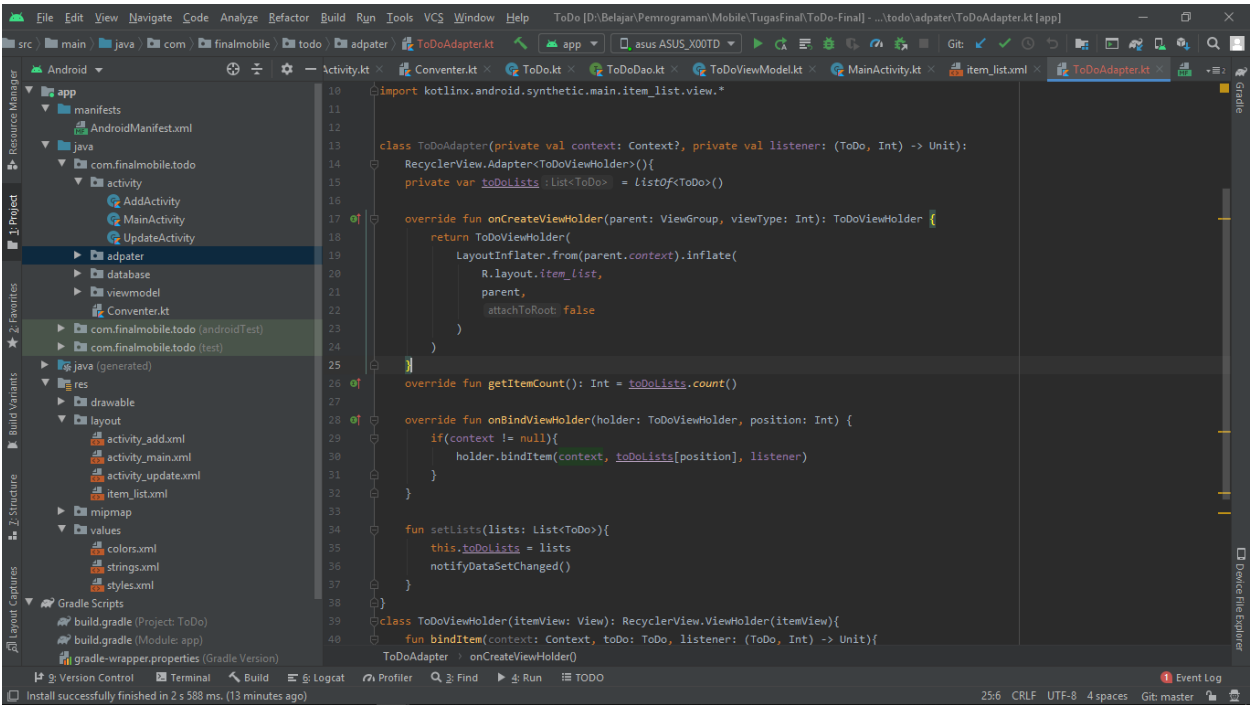 File Edit View Navigate Code Analyze Refactor Build Run Tools VCS Window Help ToDo [D:\Belajar\Pemrograman\Mobile\TugasFinal\ToDo-Final] - ...\todo\adpater\ToDoAdapter.kt [app]
src main java com finalmobile todo adpater ToDoAdapter.kt app asus ASUS_X00TD Git:
Android ctivity.kt Conventer.kt ToDo.kt ToDoDao.kt ToDoViewModel.kt MainActivity.kt item_list.xml ToDoAdapter.kt
Resource Manager
1: Project
2: Favorites
Build Variants
7: Structure
Layout Captures
app
manifests
AndroidManifest.xml
java
com.finalmobile.todo
activity
AddActivity
MainActivity
UpdateActivity
adpater
database
viewmodel
Conventer.kt
com.finalmobile.todo (androidTest)
com.finalmobile.todo (test)
java (generated)
res
drawable
layout
activity_add.xml
activity_main.xml
activity_update.xml
item_list.xml
mipmap
values
colors.xml
strings.xml
styles.xml
Gradle Scripts
build.gradle (Project: ToDo)
build.gradle (Module: app)
gradle-wrapper.properties (Gradle Version)
10 import kotlinx.android.synthetic.main.item_list.view.*
11
12
13 class ToDoAdapter(private val context: Context?, private val listener: (ToDo, Int) -> Unit):
14 RecyclerView.Adapter<ToDoViewHolder>(){
15 private var toDoLists : List<ToDo> = listOf<ToDo>()
16
17 override fun onCreateViewHolder(parent: ViewGroup, viewType: Int): ToDoViewHolder {
18 return ToDoViewHolder(
19 LayoutInflater.from(parent.context).inflate(
20 R.layout.item_list,
21 parent,
22 attachToRoot: false
23 )
24 )
25 }
26 override fun getItemCount(): Int = toDoLists.count()
27
28 override fun onBindViewHolder(holder: ToDoViewHolder, position: Int) {
29 if(context != null){
30 holder.bindItem(context, toDoLists[position], listener)
31 }
32 }
33
34 fun setLists(lists: List<ToDo>){
35 this.toDoLists = lists
36 notifyDataSetChanged()
37 }
38 }
39 class ToDoViewHolder(itemView: View): RecyclerView.ViewHolder(itemView){
40 fun bindItem(context: Context, toDo: ToDo, listener: (ToDo, Int) -> Unit){
ToDoAdapter onCreateViewHolder()
Gradle
Device File Explorer
9: Version Control Terminal Build 6: Logcat Profiler 3: Find 4: Run TODO 1 Event Log
Install successfully finished in 2 s 588 ms. (13 minutes ago) 25:6 CRLF UTF-8 4 spaces Git: master